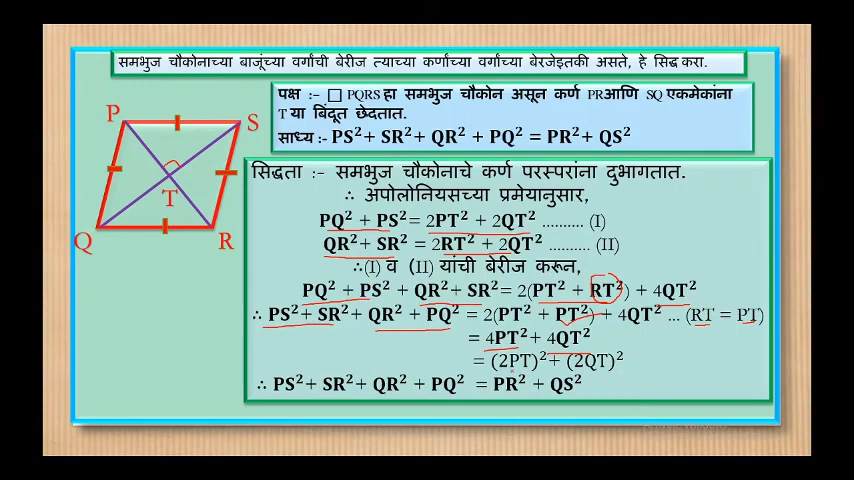 समभुज चौकोनाच्या बाजूंच्या वर्गांची बेरीज त्याच्या कर्णांच्या वर्गांच्या बेरजेइतकी असते, हे सिद्ध करा.
पक्ष :- □ PQRS हा समभुज चौकोन असून कर्ण PR आणि SQ एकमेकांना
T या बिंदूत छेदतात.
साध्य :- PS² + SR² + QR² + PQ² = PR² + QS²
P
S
T
Q
R
सिद्धता :- समभुज चौकोनाचे कर्ण परस्परांना दुभागतात.
∴ अपोलोनियसच्या प्रमेयानुसार,
PQ² + PS² = 2PT² + 2QT² .......... (I)
QR² + SR² = 2RT² + 2QT² .......... (II)
∴ (I) व (II) यांची बेरीज करून,
PQ² + PS² + QR² + SR² = 2(PT² + RT²) + 4QT²
∴ PS² + SR² + QR² + PQ² = 2(PT² + PT²) + 4QT² ... (RT = PT)
= 4PT² + 4QT²
= (2PT)² + (2QT)²
∴ PS² + SR² + QR² + PQ² = PR² + QS²